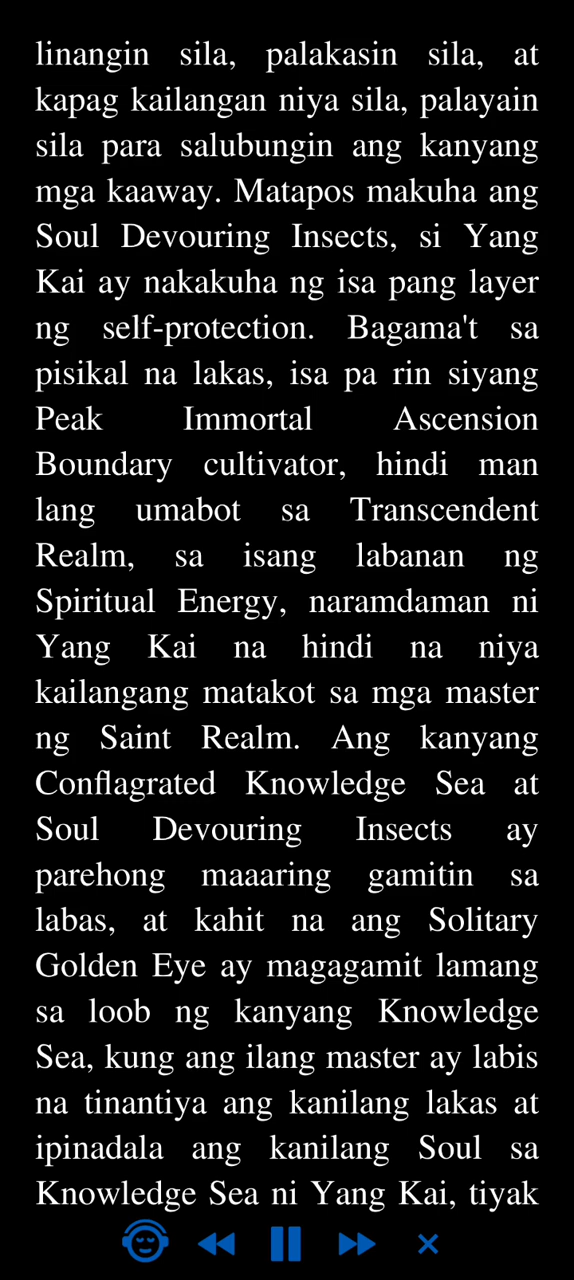 linangin sila, palakasin sila, at
kapag kailangan niya sila, palayain
sila para salubungin ang kanyang
mga kaaway. Matapos makuha ang
Soul Devouring Insects, si Yang
Kai ay nakakuha ng isa pang layer
ng self-protection. Bagama't sa
pisikal na lakas, isa pa rin siyang
Peak Immortal Ascension
Boundary cultivator, hindi man
lang umabot sa Transcendent
Realm, sa isang labanan ng
Spiritual Energy, naramdaman ni
Yang Kai na hindi na niya
kailangang matakot sa mga master
ng Saint Realm. Ang kanyang
Conflagrated Knowledge Sea at
Soul Devouring Insects ay
parehong maaaring gamitin sa
labas, at kahit na ang Solitary
Golden Eye ay magagamit lamang
sa loob ng kanyang Knowledge
Sea, kung ang ilang master ay labis
na tinantiya ang kanilang lakas at
ipinadala ang kanilang Soul sa
Knowledge Sea ni Yang Kai, tiyak